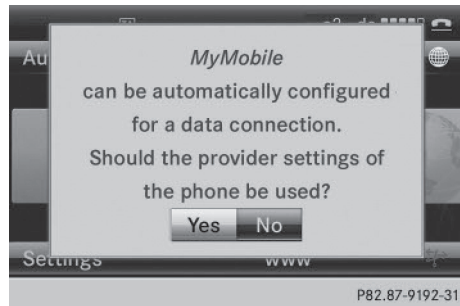 Au
MyMobile
can be automatically configured
for a data connection.
Should the provider settings of
the phone be used?
Yes No
Settings www
P82.87-9192-31